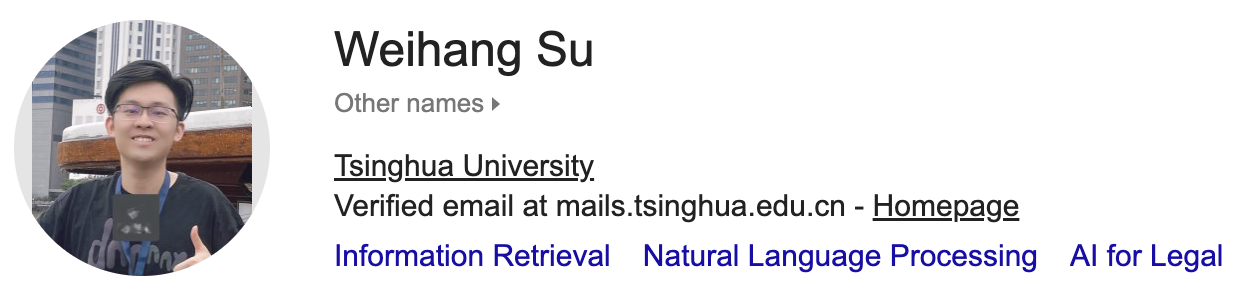 Weihang Su
Other names
Tsinghua University
Verified email at mails.tsinghua.edu.cn - Homepage
Information Retrieval Natural Language Processing AI for Legal